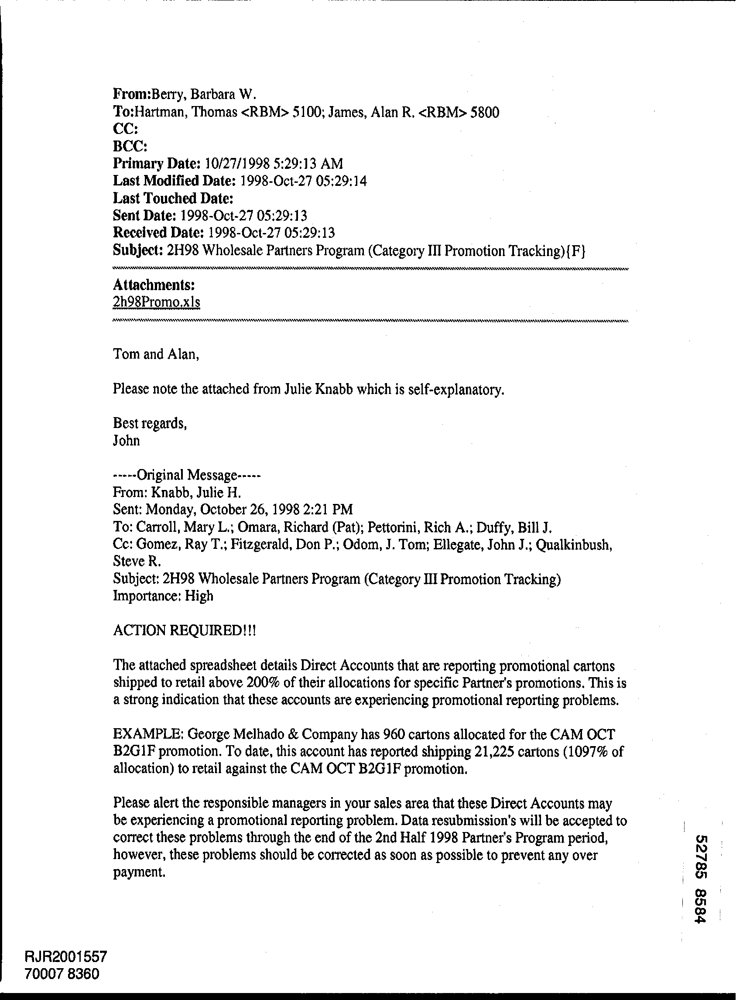 From:Berry, Barbara W.
To:Hartman, Thomas <RBM> 5100; James, Alan R. <RBM> 5800
CC:
BCC:
Primary Date: 10/27/1998 5:29:13 AM
Last Modified Date: 1998-Oct-27 05:29:14
Last Touched Date:
Sent Date: 1998-Oct-27 05:29:13
Received Date: 1998-Oct-27 05:29:13
Subject: 2H98 Wholesale Partners Program (Category III Promotion Tracking){F}
Attachments:
2h98Promo.xls
Tom and Alan,
Please note the attached from Julie Knabb which is self-explanatory.
Best regards,
John
-----Original Message-----
From: Knabb, Julie H.
Sent: Monday, October 26, 1998 2:21 PM
To: Carroll, Mary L.; Omara, Richard (Pat); Pettorini, Rich A.; Duffy, Bill J.
Cc: Gomez, Ray T.; Fitzgerald, Don P.; Odom, J. Tom; Ellegate, John J.; Qualkinbush,
Steve R.
Subject: 2H98 Wholesale Partners Program (Category III Promotion Tracking)
Importance: High
ACTION REQUIRED!!!
The attached spreadsheet details Direct Accounts that are reporting promotional cartons
shipped to retail above 200% of their allocations for specific Partner's promotions. This is
a strong indication that these accounts are experiencing promotional reporting problems.
EXAMPLE: George Melhado & Company has 960 cartons allocated for the CAM OCT
B2G1F promotion. To date, this account has reported shipping 21,225 cartons (1097% of
allocation) to retail against the CAM OCT B2G1F promotion.
Please alert the responsible managers in your sales area that these Direct Accounts may
be experiencing a promotional reporting problem. Data resubmission's will be accepted to
correct these problems through the end of the 2nd Half 1998 Partner's Program period,
however, these problems should be corrected as soon as possible to prevent any over
payment.
52785 8584
RJR2001557
70007 8360